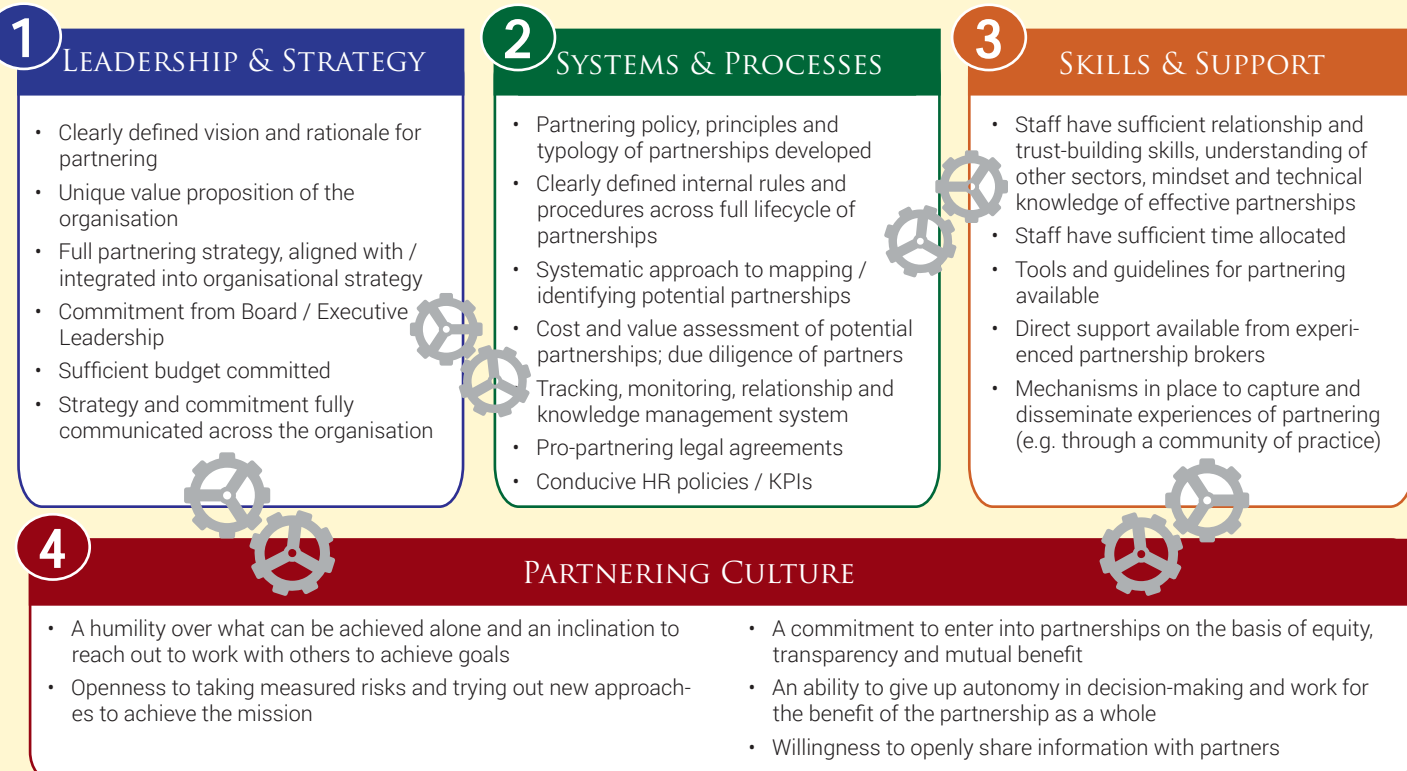 1
LEADERSHIP & STRATEGY
• Clearly defined vision and rationale for
partnering
• Unique value proposition of the
organisation
• Full partnering strategy, aligned with /
integrated into organisational strategy
• Commitment from Board / Executive
Leadership
• Sufficient budget committed
• Strategy and commitment fully
communicated across the organisation
2
SYSTEMS & PROCESSES
• Partnering policy, principles and
typology of partnerships developed
• Clearly defined internal rules and
procedures across full lifecycle of
partnerships
• Systematic approach to mapping /
identifying potential partnerships
• Cost and value assessment of potential
partnerships; due diligence of partners
• Tracking, monitoring, relationship and
knowledge management system
• Pro-partnering legal agreements
• Conducive HR policies / KPIs
3
SKILLS & SUPPORT
• Staff have sufficient relationship and
trust-building skills, understanding of
other sectors, mindset and technical
knowledge of effective partnerships
• Staff have sufficient time allocated
• Tools and guidelines for partnering
available
• Direct support available from experi-
enced partnership brokers
• Mechanisms in place to capture and
disseminate experiences of partnering
(e.g. through a community of practice)
4
PARTNERING CULTURE
• A humility over what can be achieved alone and an inclination to
reach out to work with others to achieve goals
• Openness to taking measured risks and trying out new approach-
es to achieve the mission
• A commitment to enter into partnerships on the basis of equity,
transparency and mutual benefit
• An ability to give up autonomy in decision-making and work for
the benefit of the partnership as a whole
• Willingness to openly share information with partners